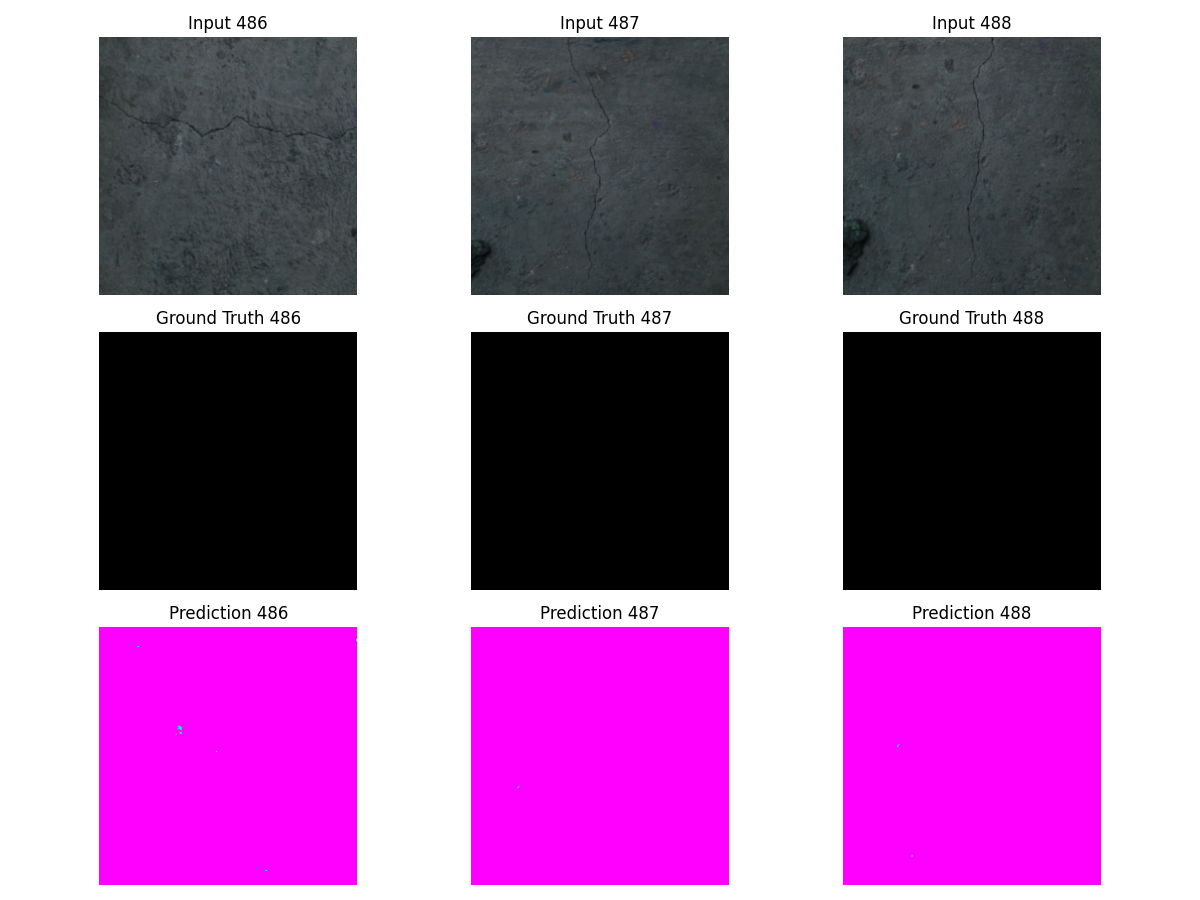 Input 486
Input 487
Input 488
Ground Truth 486
Ground Truth 487
Ground Truth 488
Prediction 486
Prediction 487
Prediction 488